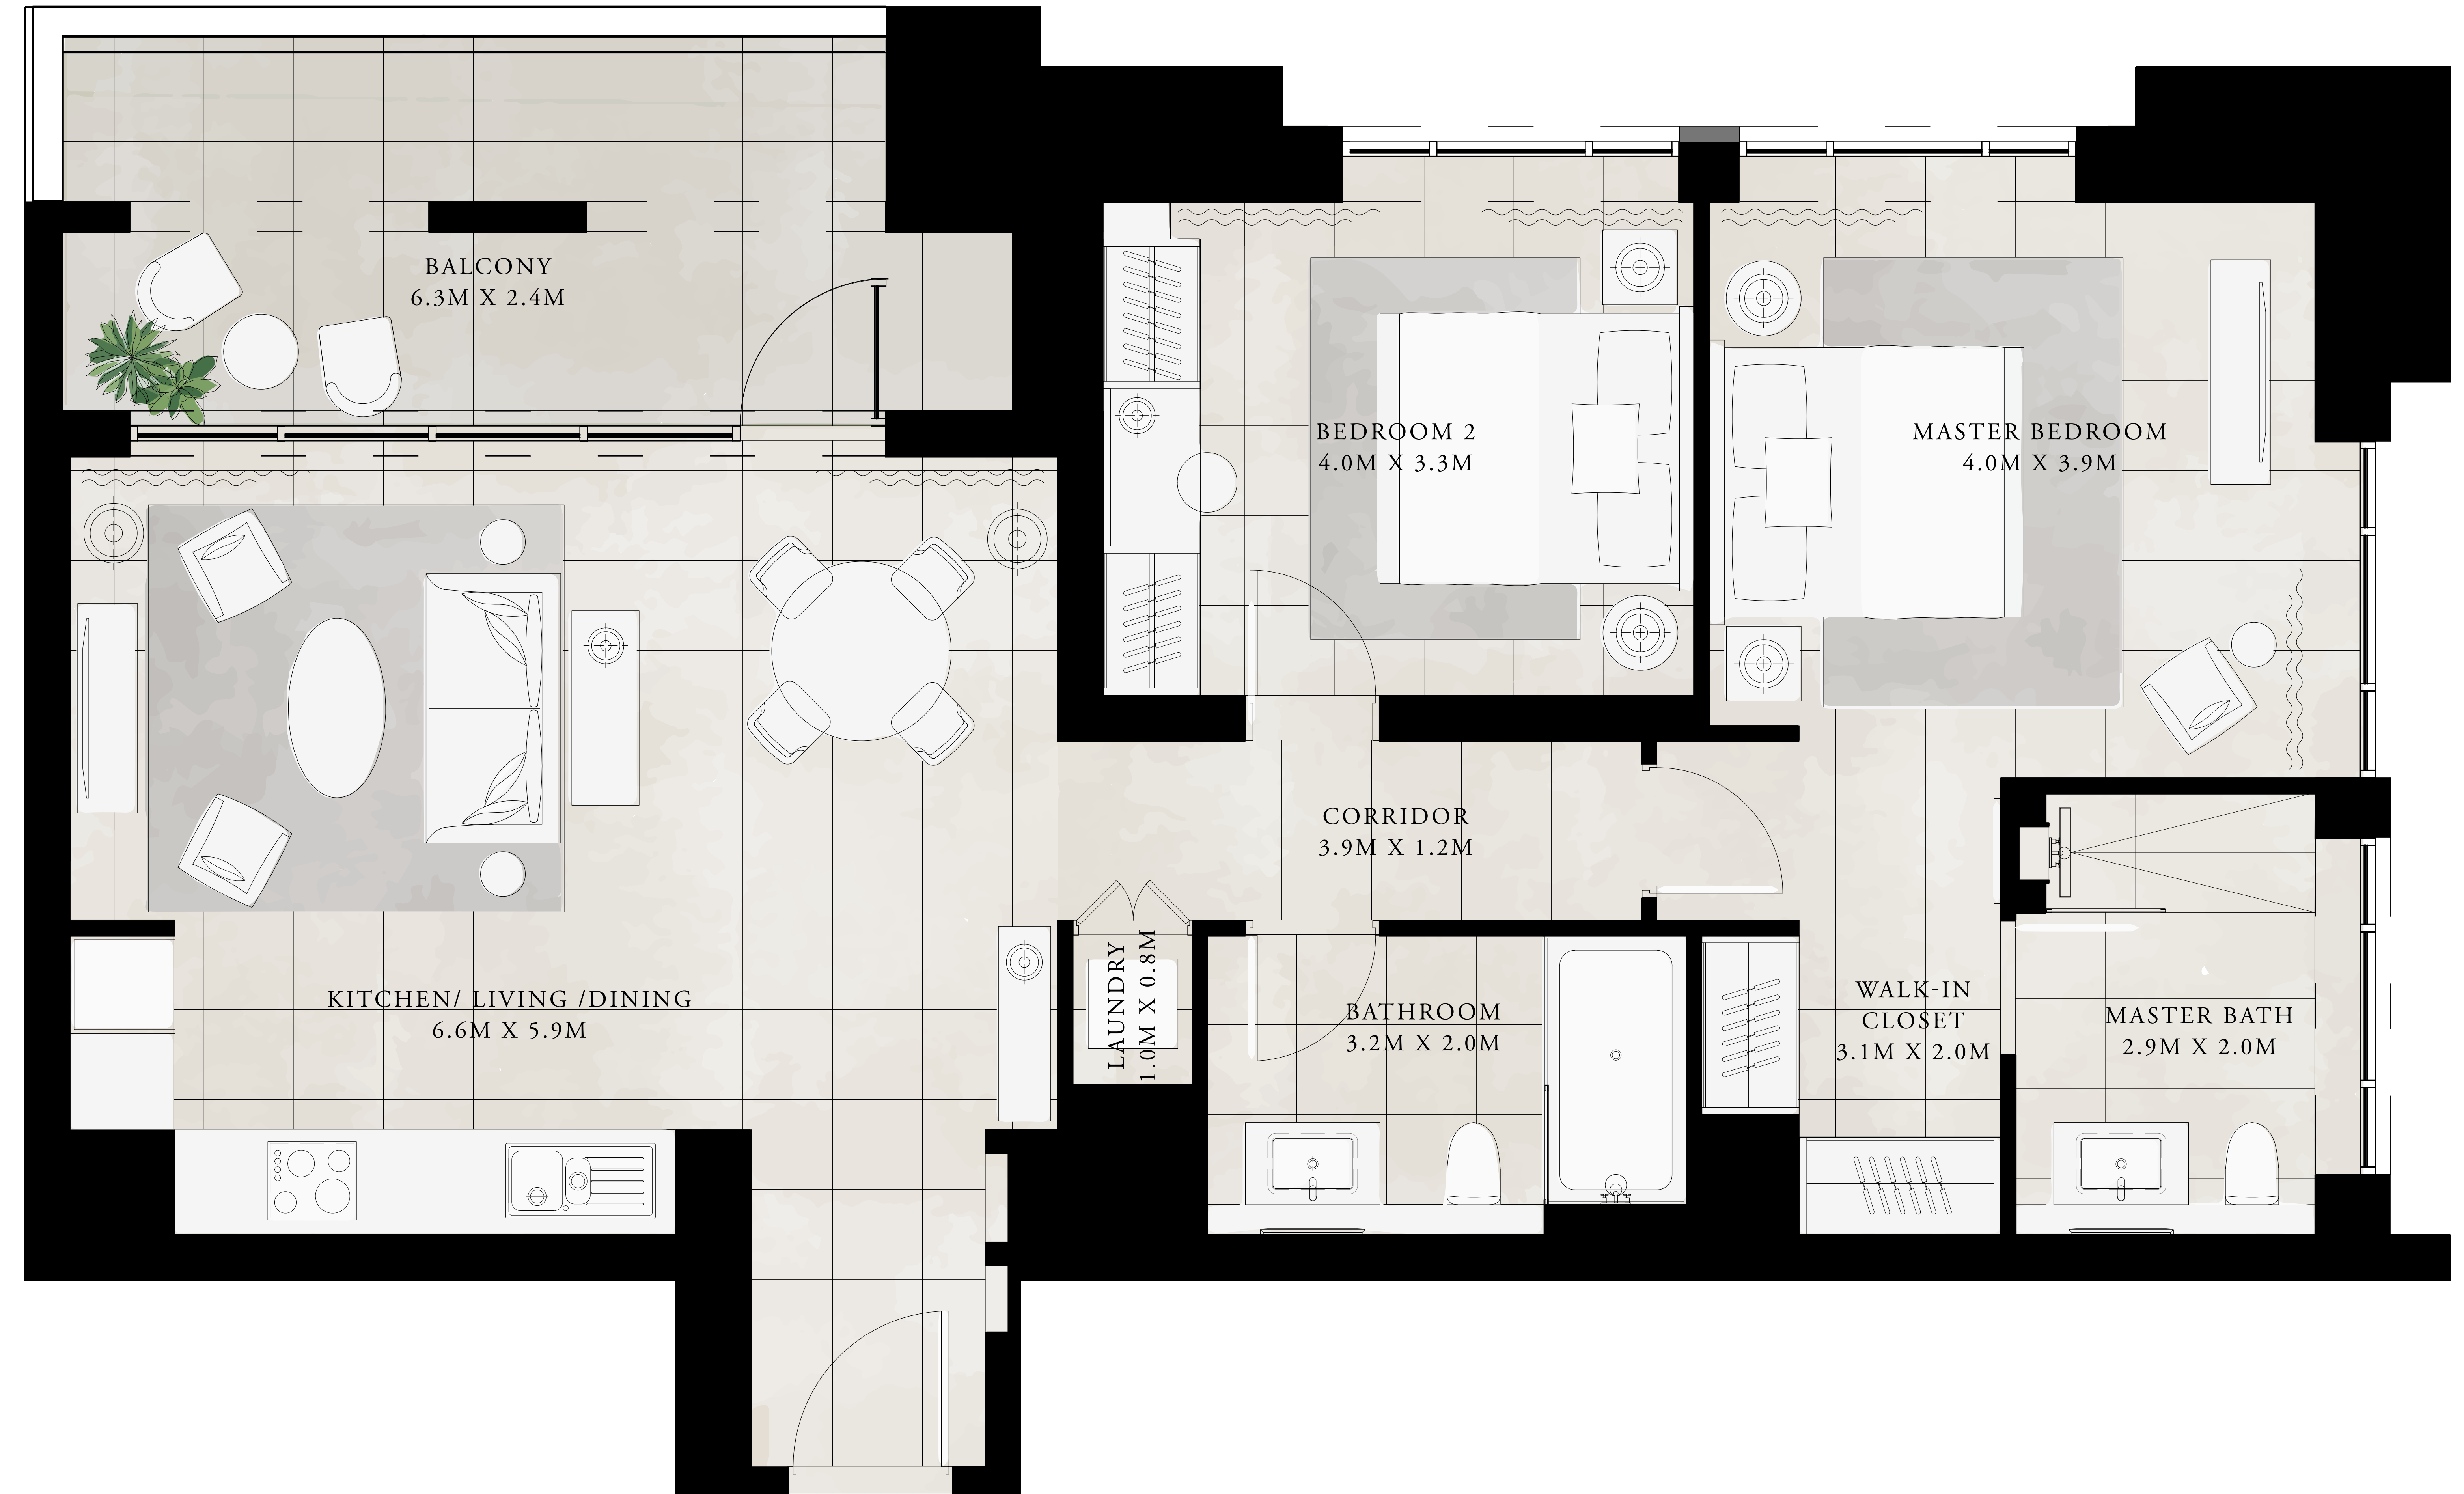 BALCONY
6.3M X 2.4M
BEDROOM 2
4.0M X 3.3M
MASTER BEDROOM
4.0M X 3.9M
CORRIDOR
3.9M X 1.2M
KITCHEN/ LIVING /DINING
6.6M X 5.9M
LAUNDRY
1.0M X 0.8M
BATHROOM
3.2M X 2.0M
WALK-IN
CLOSET
3.1M X 2.0M
MASTER BATH
2.9M X 2.0M